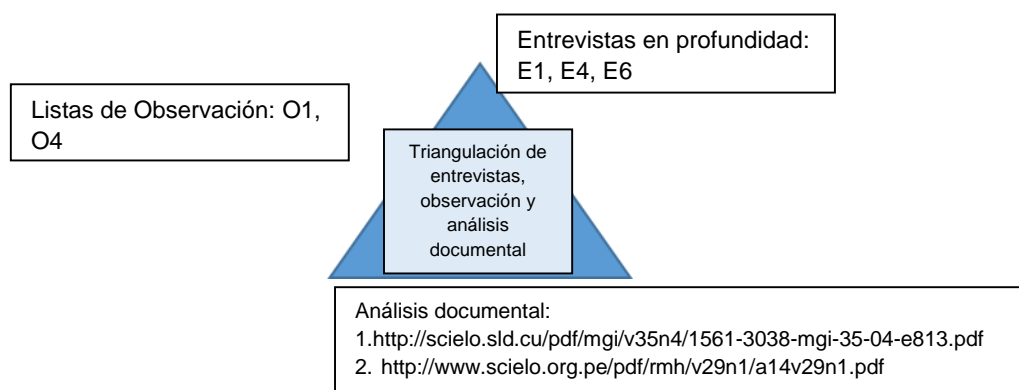 Entrevistas en profundidad:
E1, E4, E6
Listas de Observación: O1,
O4
Triangulación de
entrevistas,
observación y
análisis
documental
Análisis documental:
1.http://scielo.sld.cu/pdf/mgi/v35n4/1561-3038-mgi-35-04-e813.pdf
2. http://www.scielo.org.pe/pdf/rmh/v29n1/a14v29n1.pdf